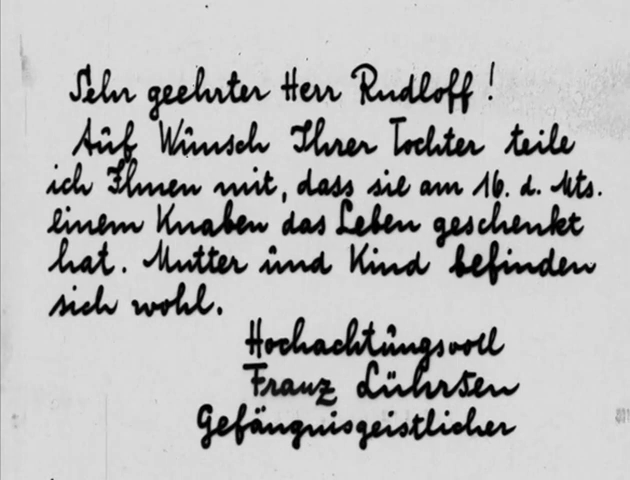 Sehr geehrter Herr Rudloff!
Auf Wunsch Ihrer Tochter teile
ich Ihnen mit, dass sie am 16. d. Mts.
einem Knaben das Leben geschenkt
hat. Mutter und Kind befinden
sich wohl.
Hochachtungsvoll
Franz Lührsen
Gefängnisgeistlicher